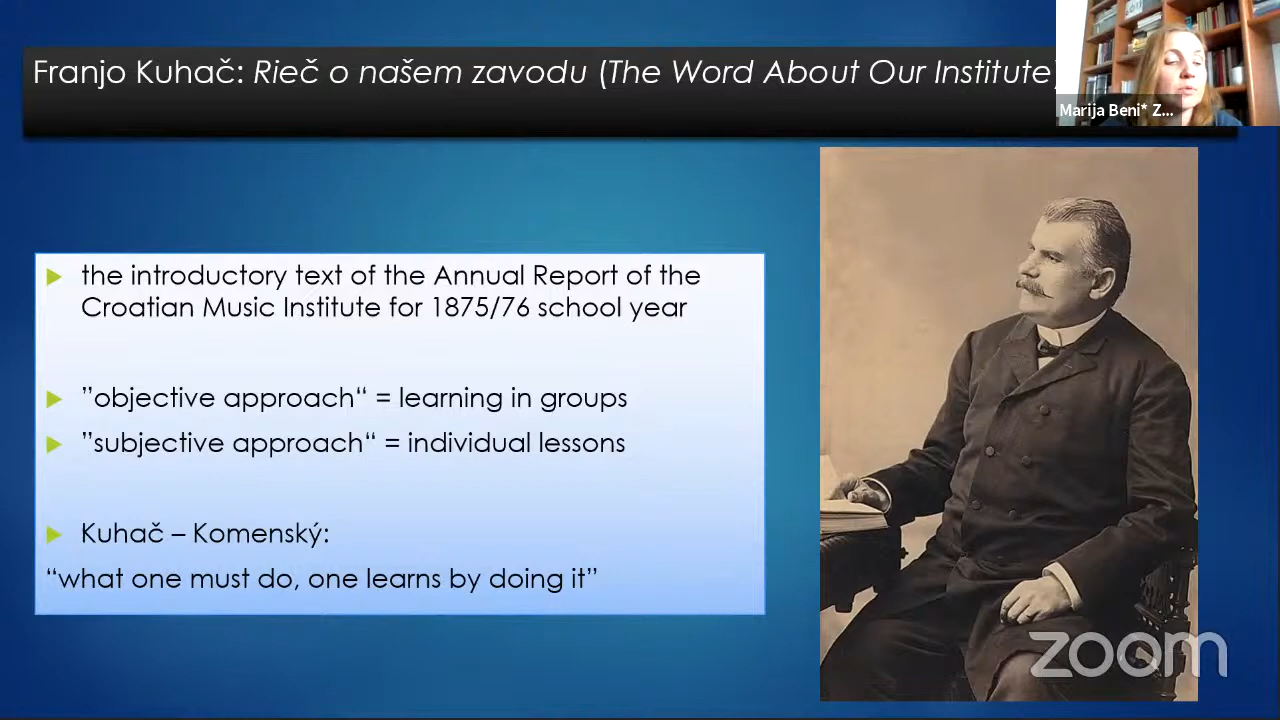 Franjo Kuhač: Rieč o našem zavodu (The Word About Our Institute)
Marija Beni* Z...
the introductory text of the Annual Report of the
Croatian Music Institute for 1875/76 school year
”objective approach“ = learning in groups
”subjective approach“ = individual lessons
Kuhač – Komenský:
“what one must do, one learns by doing it”
zoom